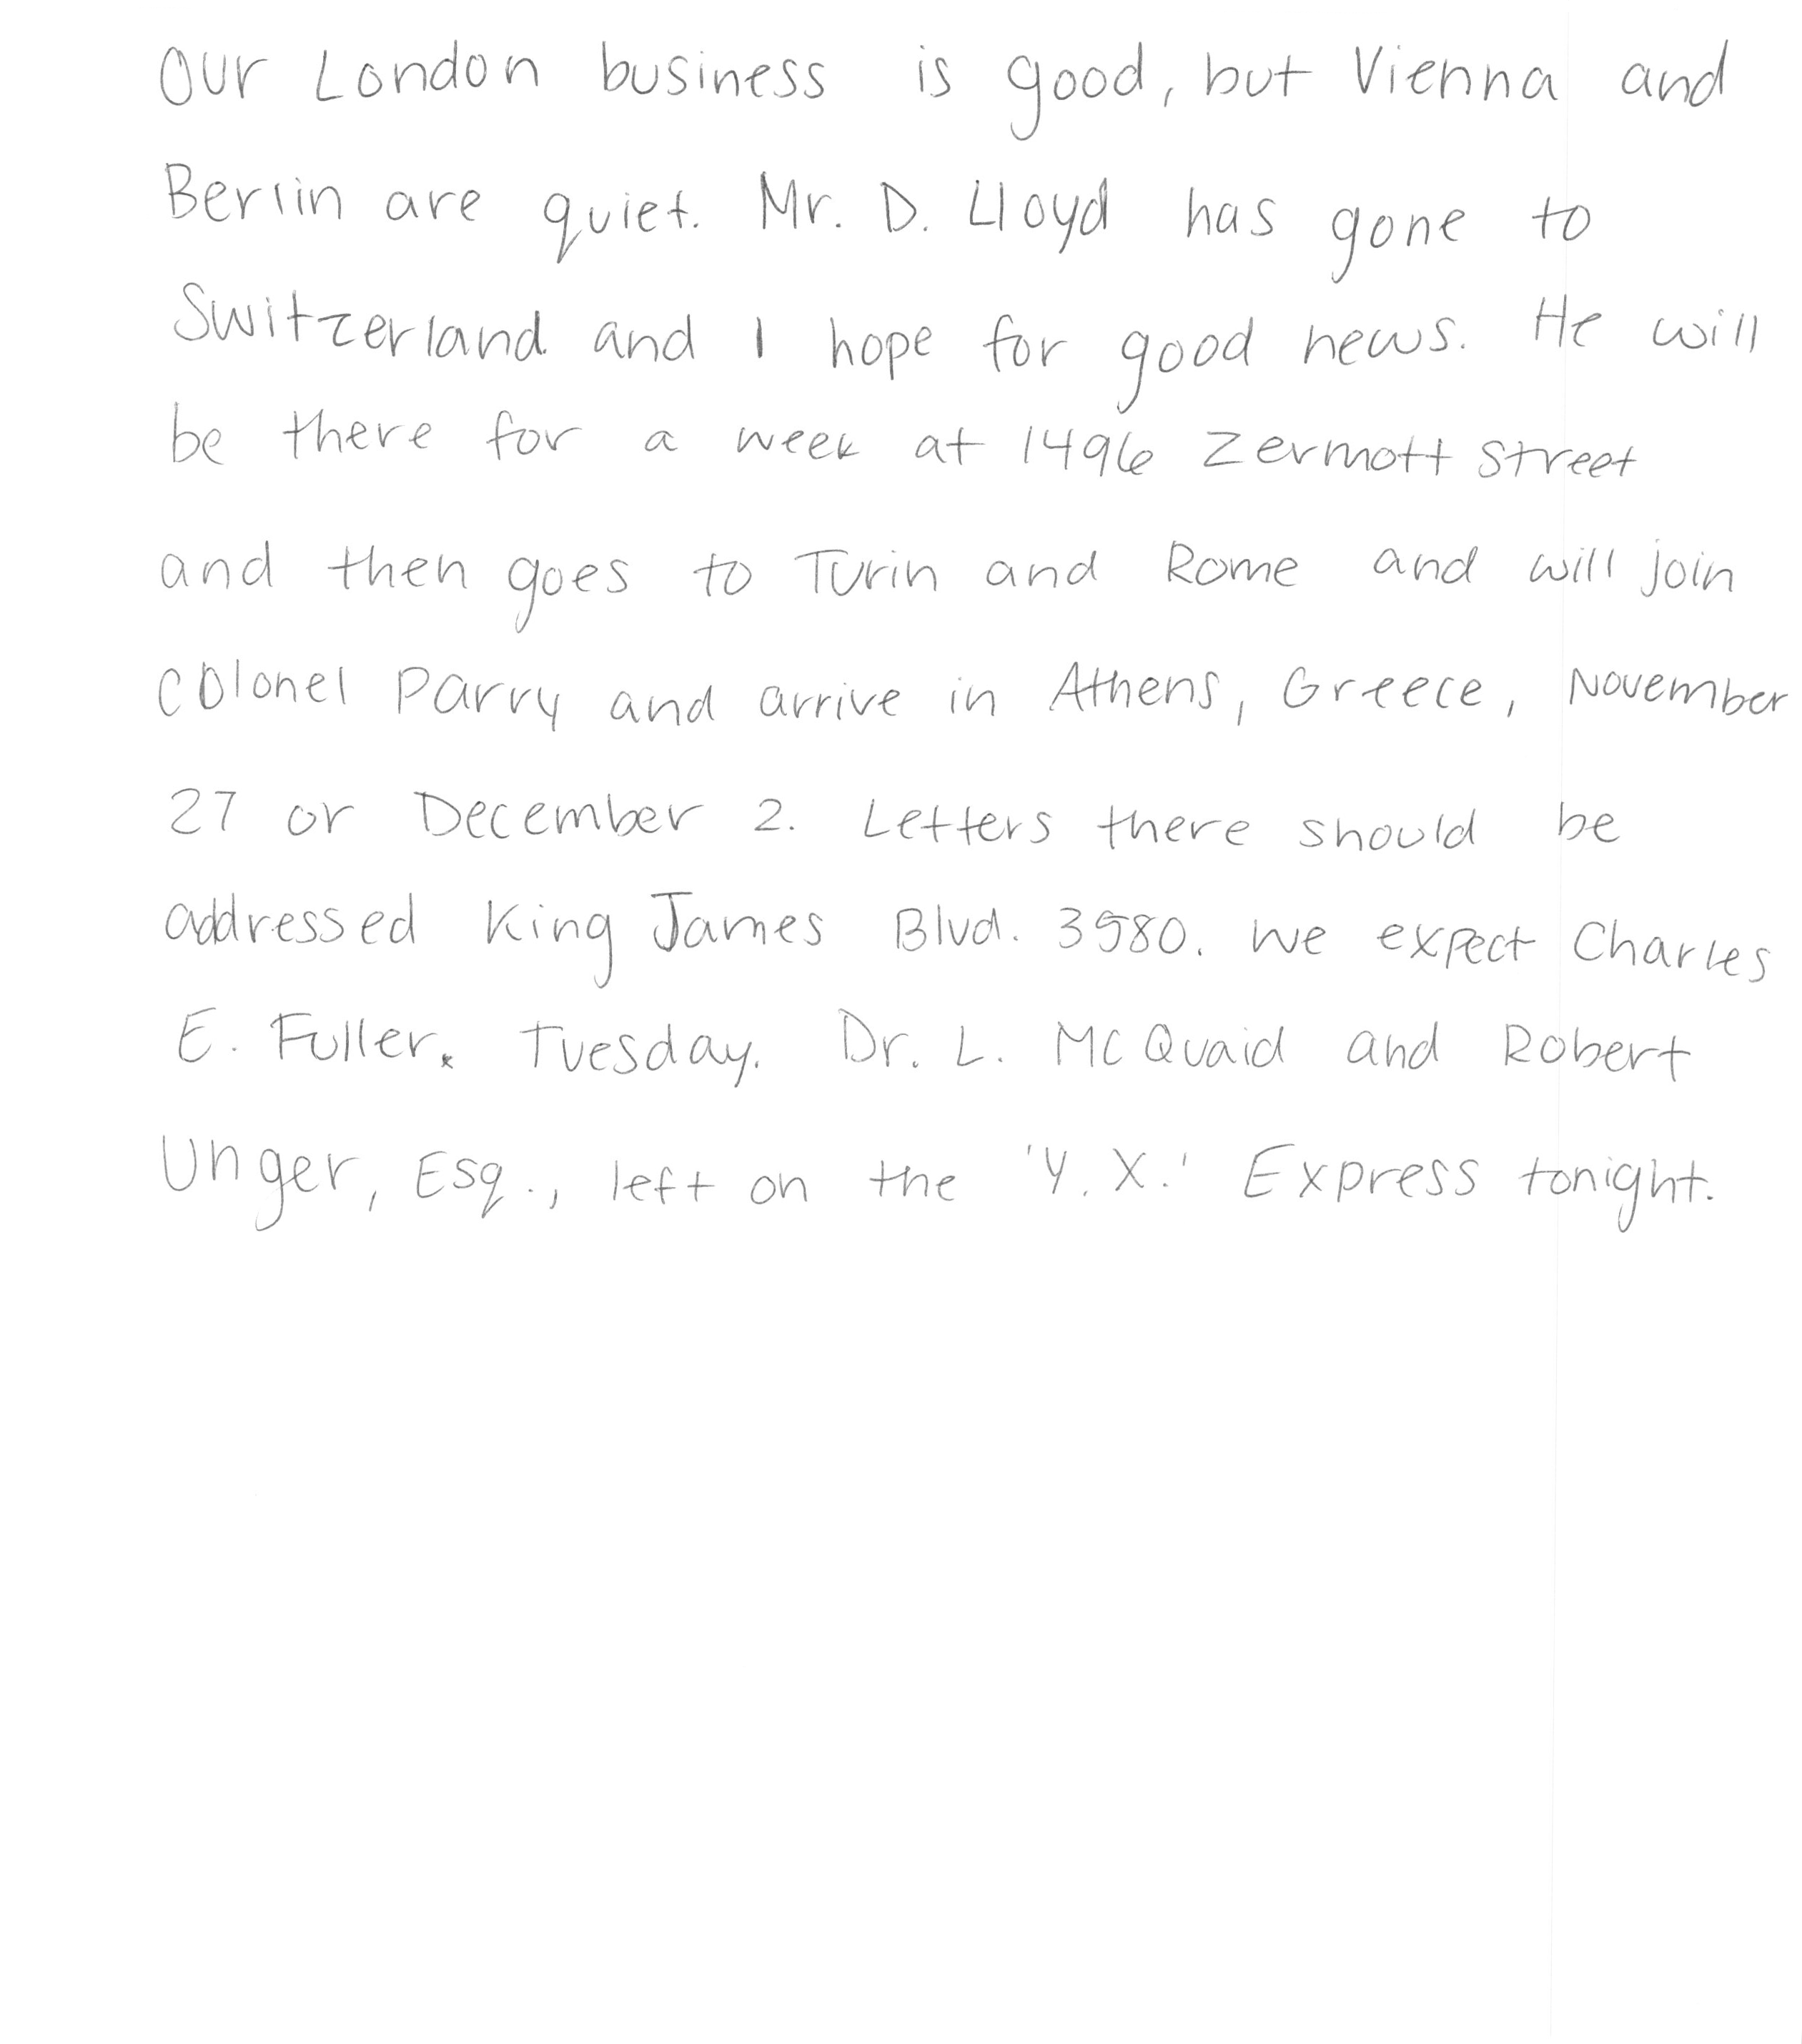 Our London business is good, but Vienna and
Berlin are quiet. Mr. D. Lloyd has gone to
Switzerland and I hope for good news. He will
be there for a week at 1496 Zermott Street
and then goes to Turin and Rome and will join
Colonel Parry and arrive in Athens, Greece, November
27 or December 2. Letters there should be
addressed King James Blvd. 3580. We expect Charles
E. Fuller. Tuesday. Dr. L. McQuaid and Robert
Unger, Esq., left on the 'Y. X.' Express tonight.